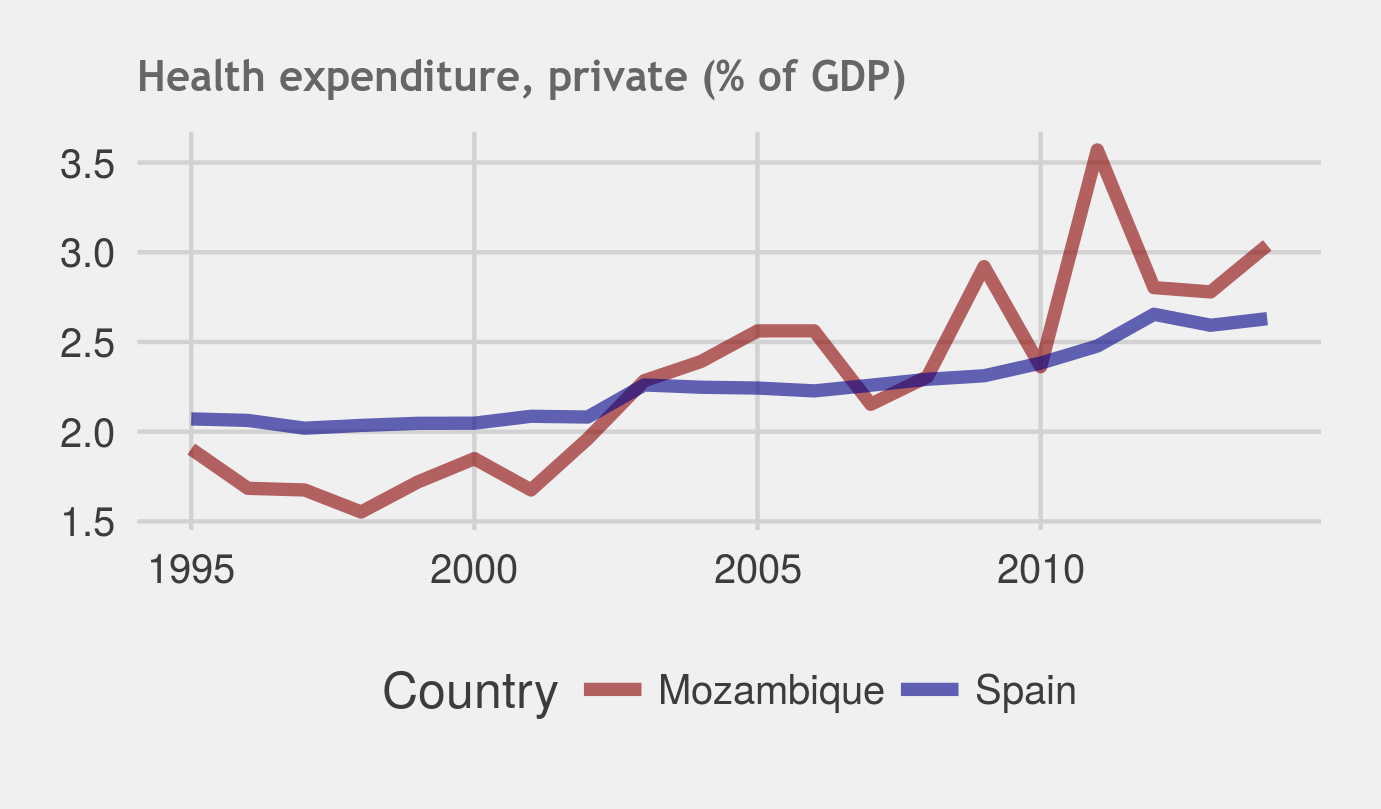 Health expenditure, private (% of GDP)
3.5
3.0
2.5
2.0
1.5
1995 2000 2005 2010
Country Mozambique Spain